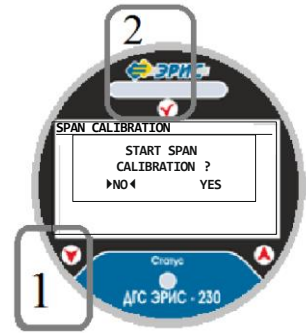 2
ЭРИС
SPAN CALIBRATION
START SPAN
CALIBRATION ?
NO YES
1
Статус
ДГС ЭРИС - 230